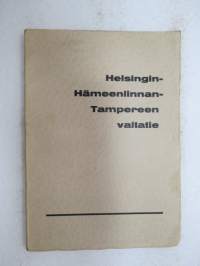 Helsingin-
Hämeenlinnan-
Tampereen
valtatie